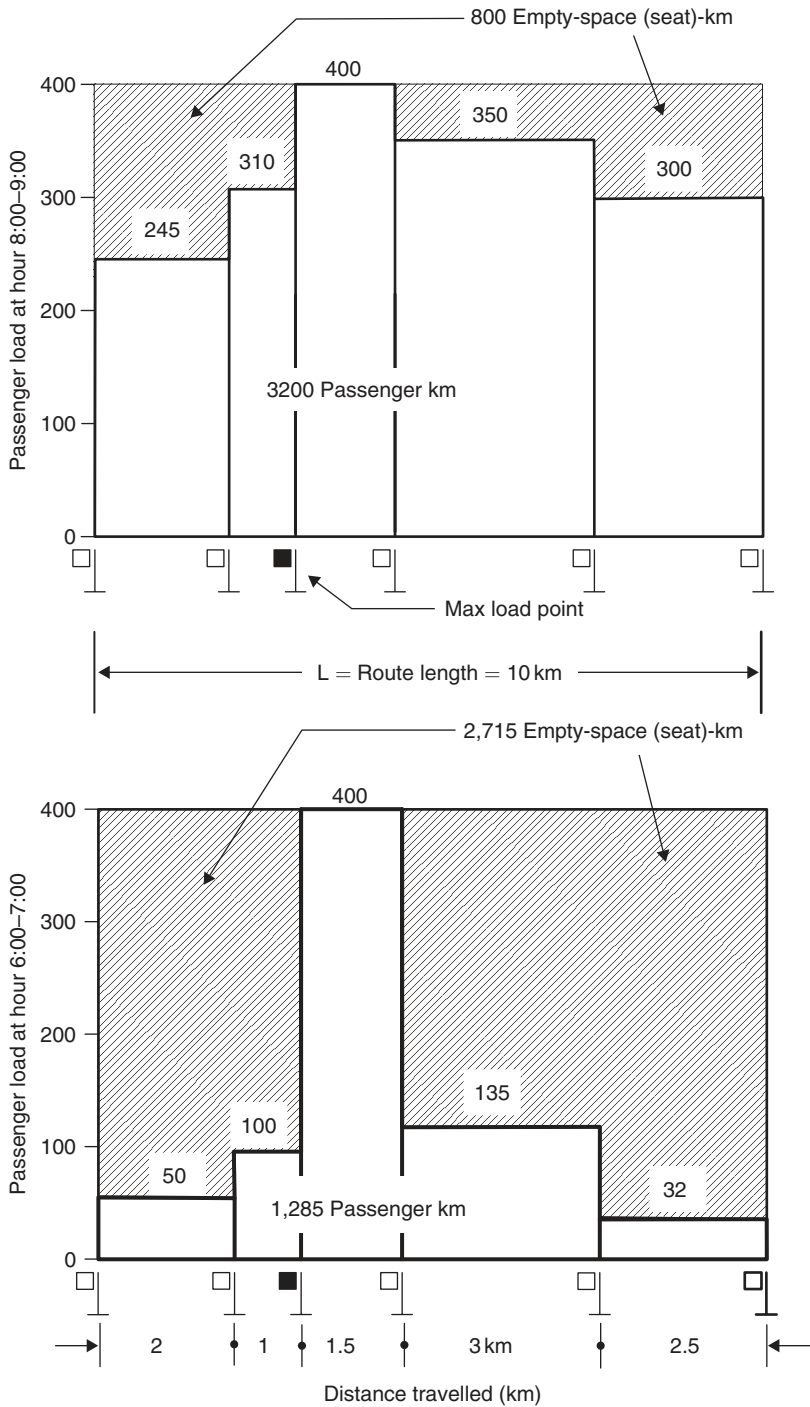 800 Empty-space (seat)-km
400
400
350
310
300
300
245
200
3200 Passenger km
100
0
Passenger load at hour 8:00–9:00
Max load point
L = Route length = 10 km
2,715 Empty-space (seat)-km
400
400
300
200
135
100
100
50
32
1,285 Passenger km
0
Passenger load at hour 6:00–7:00
2 1 1.5 3 km 2.5
Distance travelled (km)